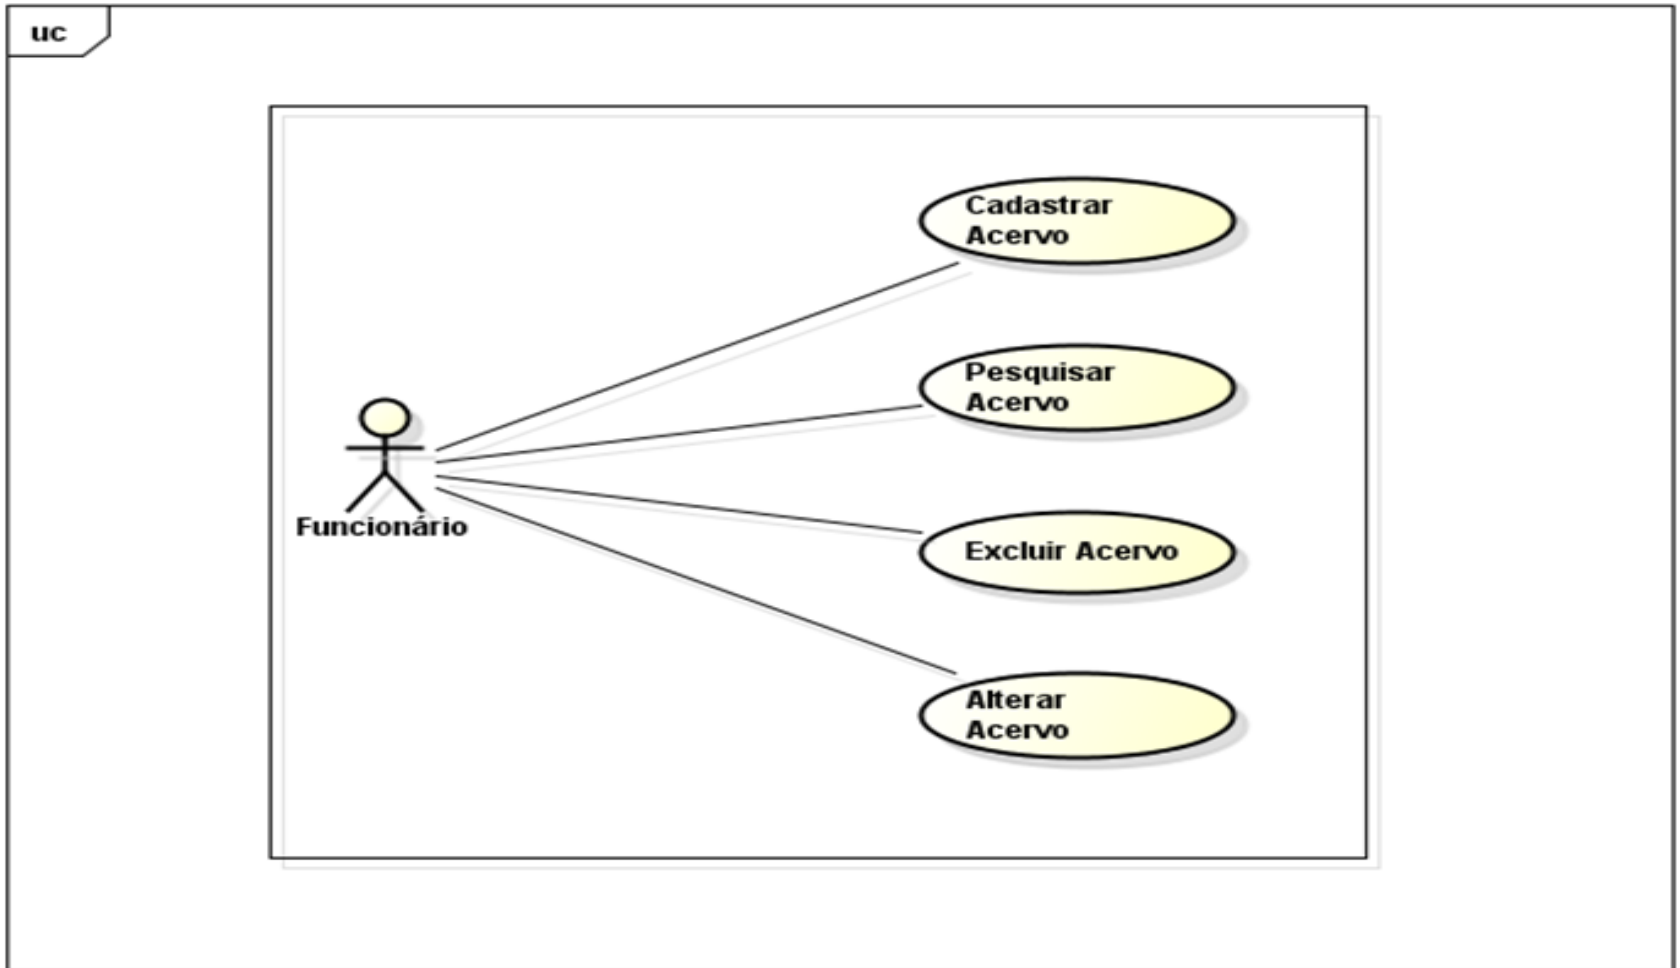 uc
Cadastrar
Acervo
Pesquisar
Acervo
Funcionário
Excluir Acervo
Alterar
Acervo